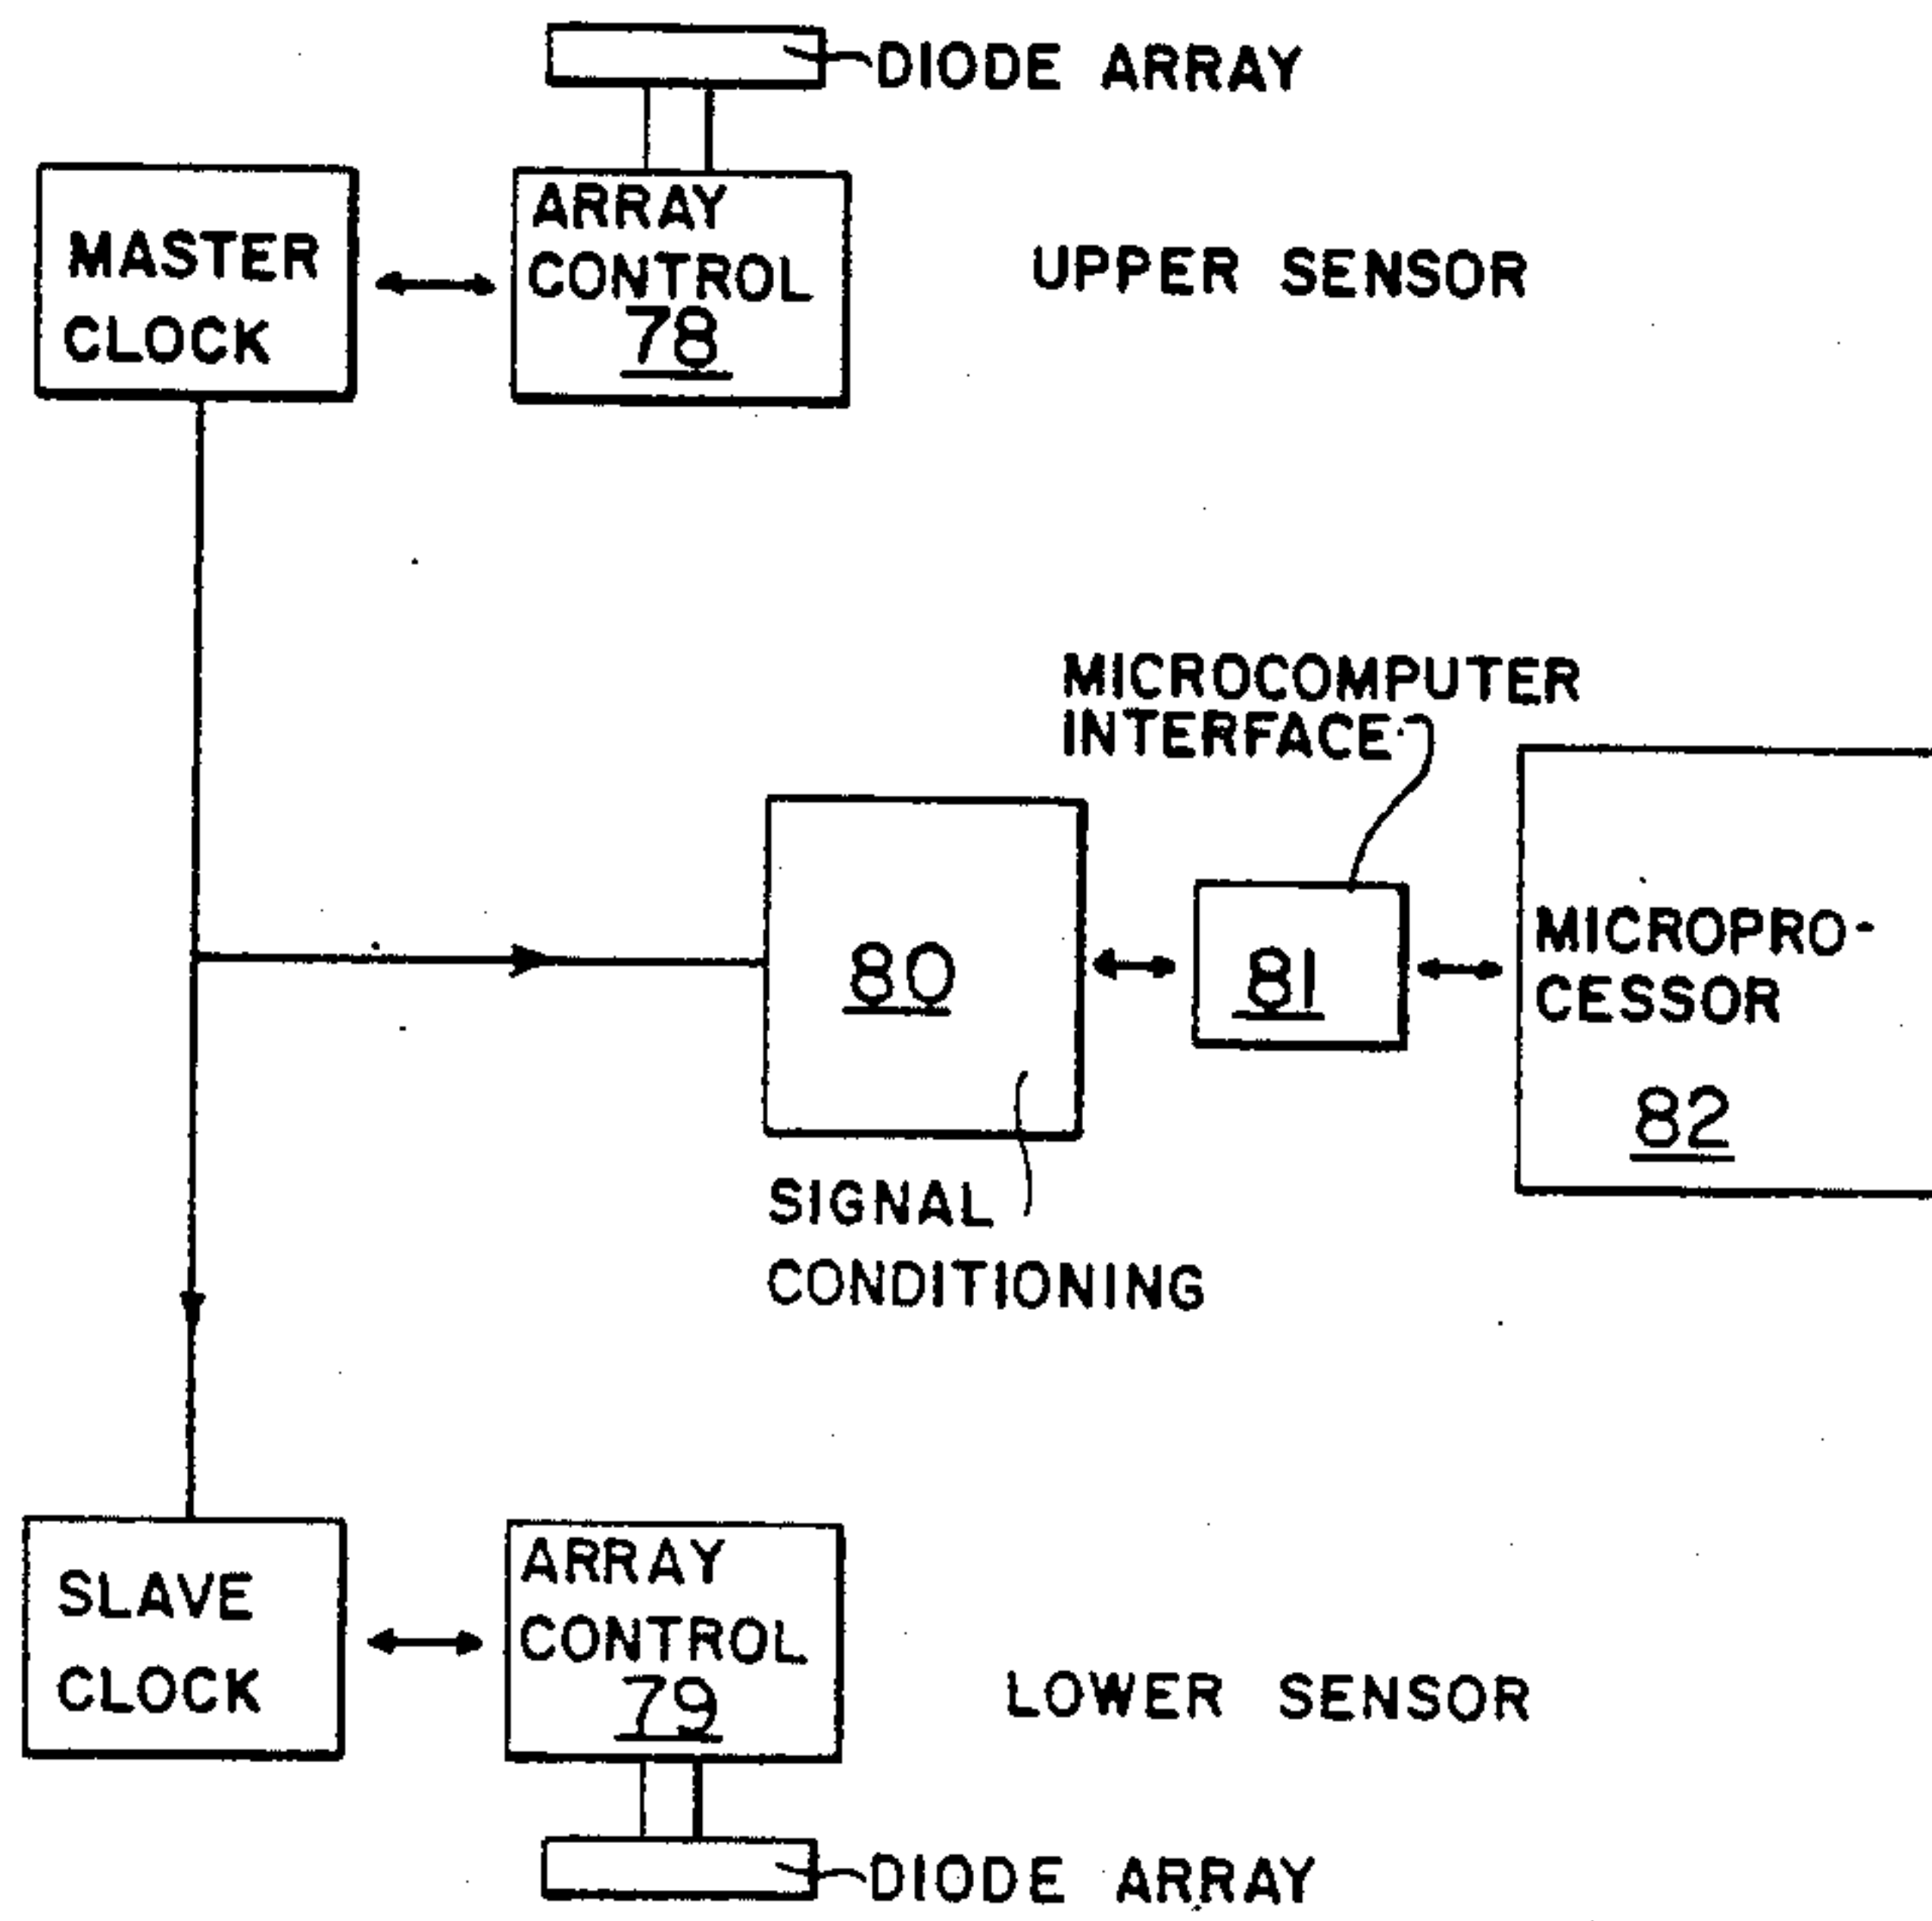 DIODE ARRAY
MASTER
CLOCK
ARRAY
CONTROL
78
UPPER SENSOR
MICROCOMPUTER
INTERFACE
80
81
MICROPRO-
CESSOR
82
SIGNAL
CONDITIONING
SLAVE
CLOCK
ARRAY
CONTROL
79
LOWER SENSOR
DIODE ARRAY